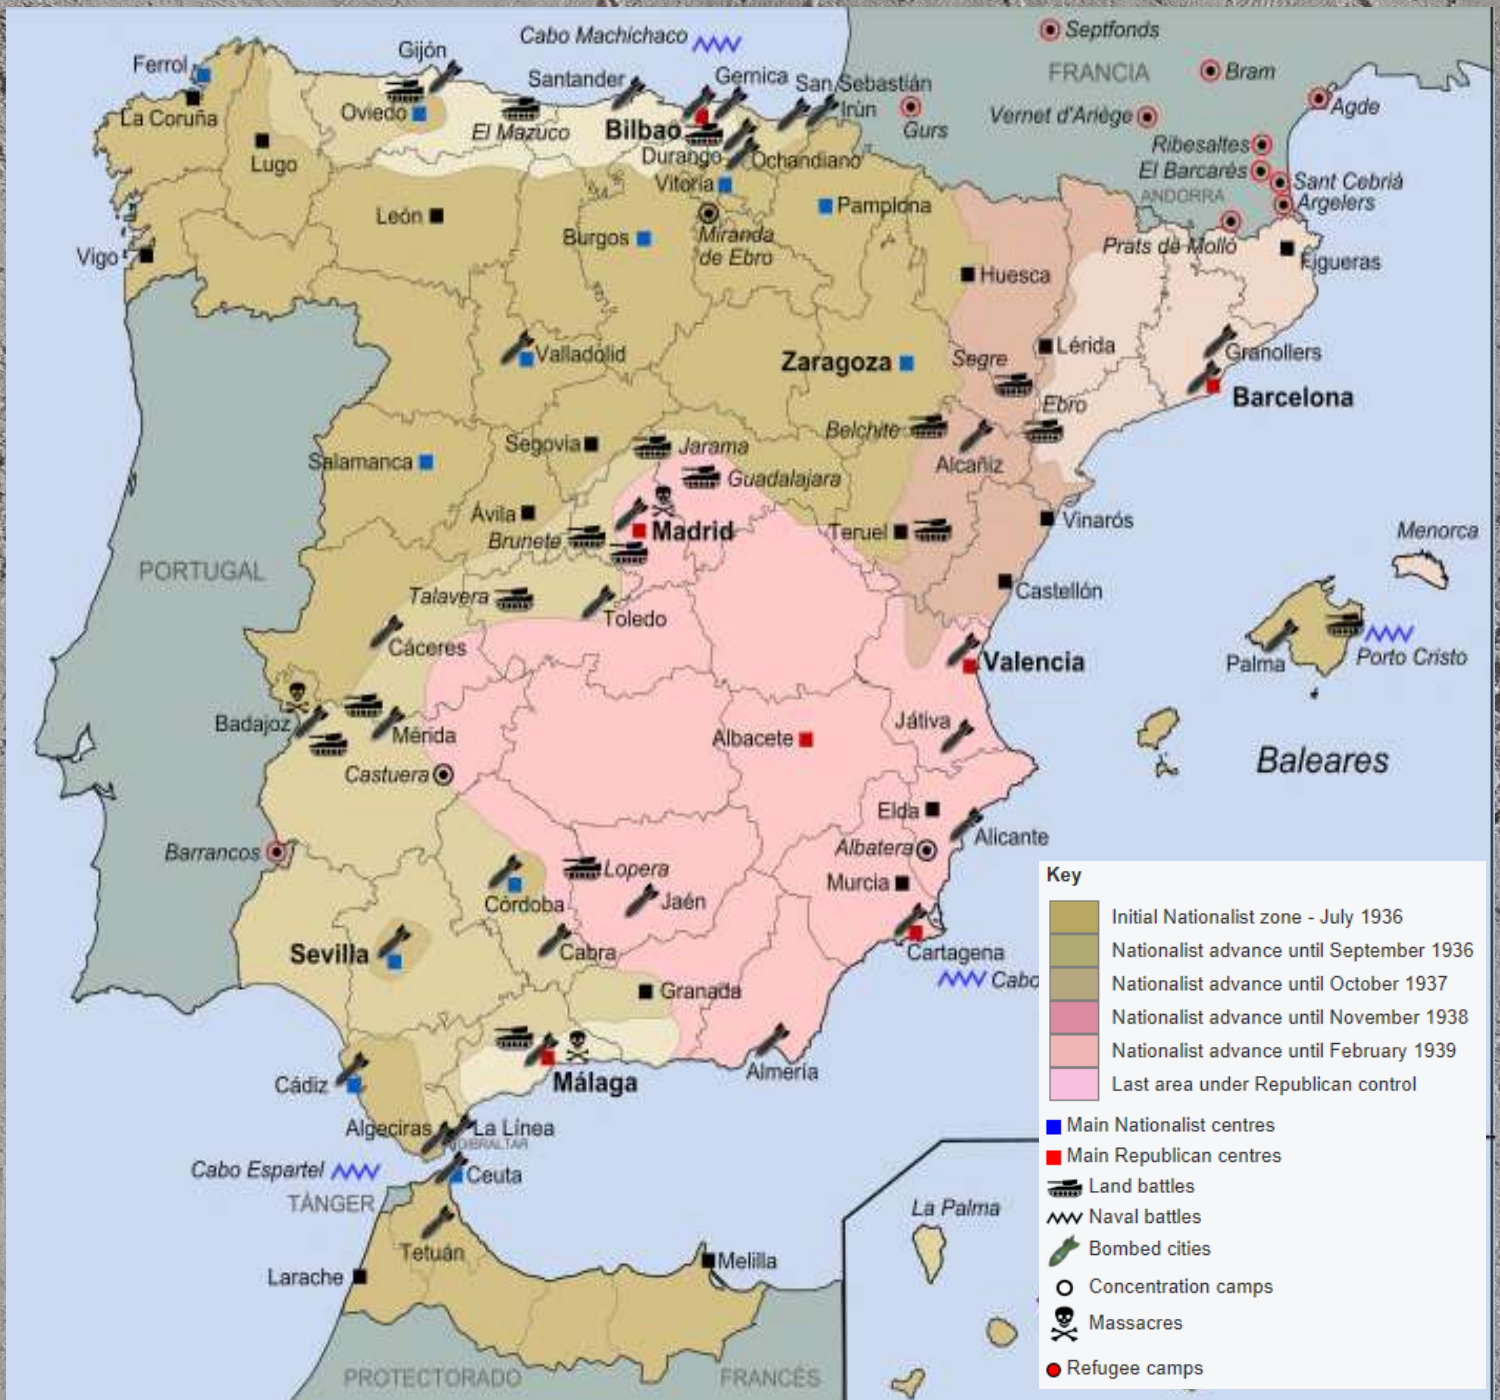 Cabo Machichaco
Septfonds
Ferrol
Gijón
Santander
Gernica
San Sebastián
FRANCIA
Bram
La Coruña
Oviedo
El Mazuco
Bilbao
Irún
Gurs
Vernet d'Ariège
Agde
Lugo
Durango
Ochandiano
Ribesaltes
El Barcarès
Vitoria
ANDORRA
Sant Cebrià
Argelers
León
Burgos
Miranda
de Ebro
Pamplona
Vigo
Prats de Molló
Figueras
Huesca
Valladolid
Zaragoza
Segre
Lérida
Granollers
Barcelona
Ebro
Belchite
Segovia
Jarama
Alcañiz
Salamanca
Guadalajara
Ávila
Madrid
Brunete
Teruel
Vinarós
Menorca
PORTUGAL
Talavera
Toledo
Castellón
Cáceres
Valencia
Palma
Porto Cristo
Badajoz
Mérida
Albacete
Játiva
Castuera
Baleares
Elda
Alicante
Barrancos
Albatera
Lopera
Murcia
Córdoba
Jaén
Sevilla
Cabra
Cartagena
Cabo
Granada
Málaga
Almería
Cádiz
Algeciras
La Línea
GIBRALTAR
Cabo Espartel
Ceuta
TÁNGER
Tetuán
Larache
Melilla
La Palma
PROTECTORADO
FRANCÉS
Key
Initial Nationalist zone - July 1936
Nationalist advance until September 1936
Nationalist advance until October 1937
Nationalist advance until November 1938
Nationalist advance until February 1939
Last area under Republican control
Main Nationalist centres
Main Republican centres
Land battles
Naval battles
Bombed cities
Concentration camps
Massacres
Refugee camps